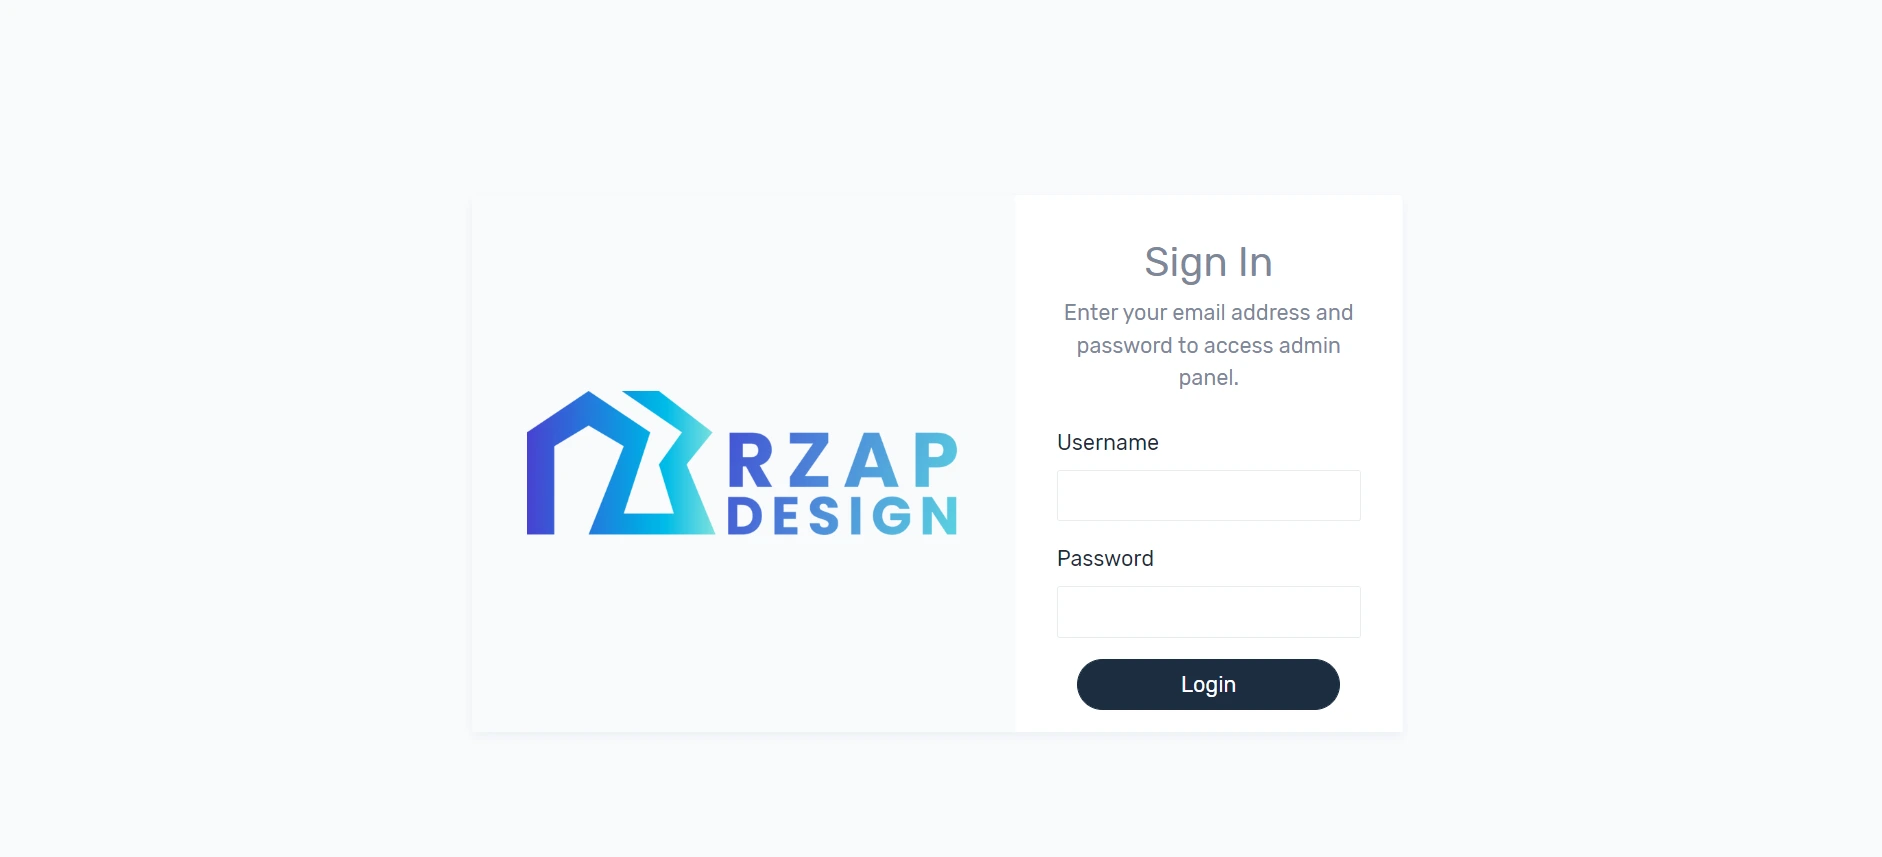 RZAP
DESIGN
Sign In
Enter your email address and
password to access admin
panel.
Username
Password
Login